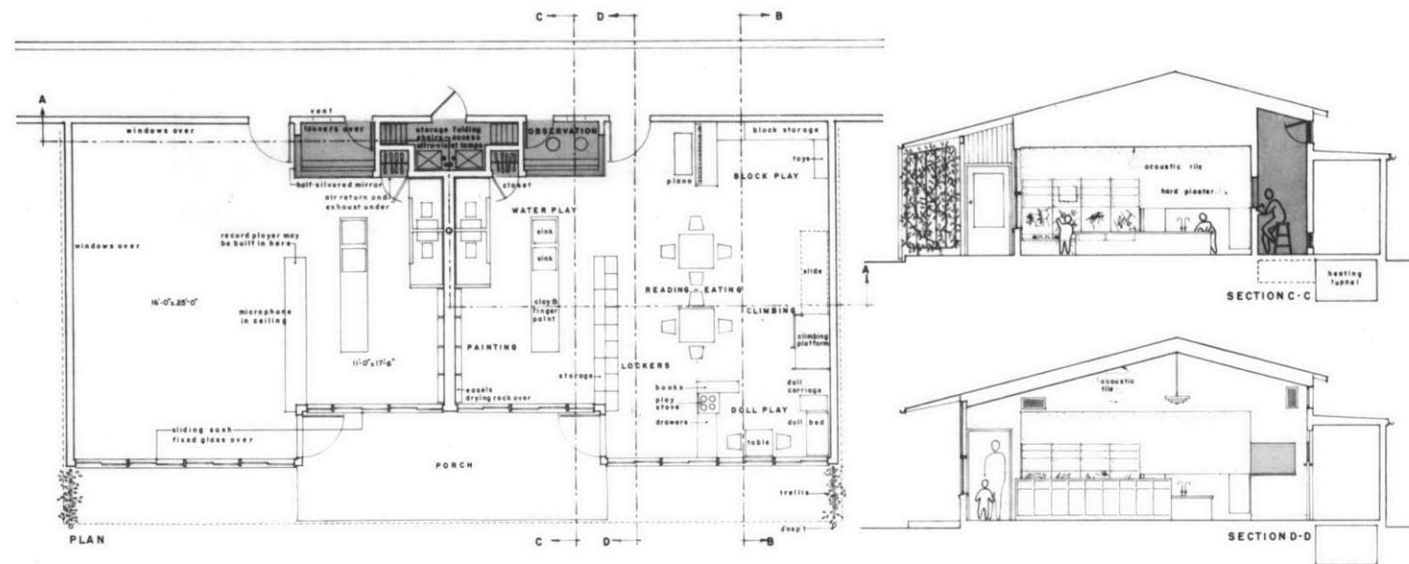 C
D
B
A
vent
windows over
louvers over
storage folding
chairs - access
ultra-violet lamps
OBSERVATION
half-silvered mirror
closet
air return and
exhaust under
WATER PLAY
piano
block storage
toys
BLOCK PLAY
record player may
be built in here
windows over
sink
sink
slide
16'-0" x 25'-0"
microphone
in ceiling
clay &
finger
paint
READING - EATING
CLIMBING
A
climbing
platform
PAINTING
11'-0" x 17'-6"
LOCKERS
storage
easels
drying rack over
books
play
stove
drawers
doll
carriage
DOLL PLAY
doll bed
table
sliding sash
fixed glass over
PORCH
trellis
PLAN
C
D
B
acoustic tile
hard plaster
heating
tunnel
SECTION C-C
acoustic
tile
SECTION D-D